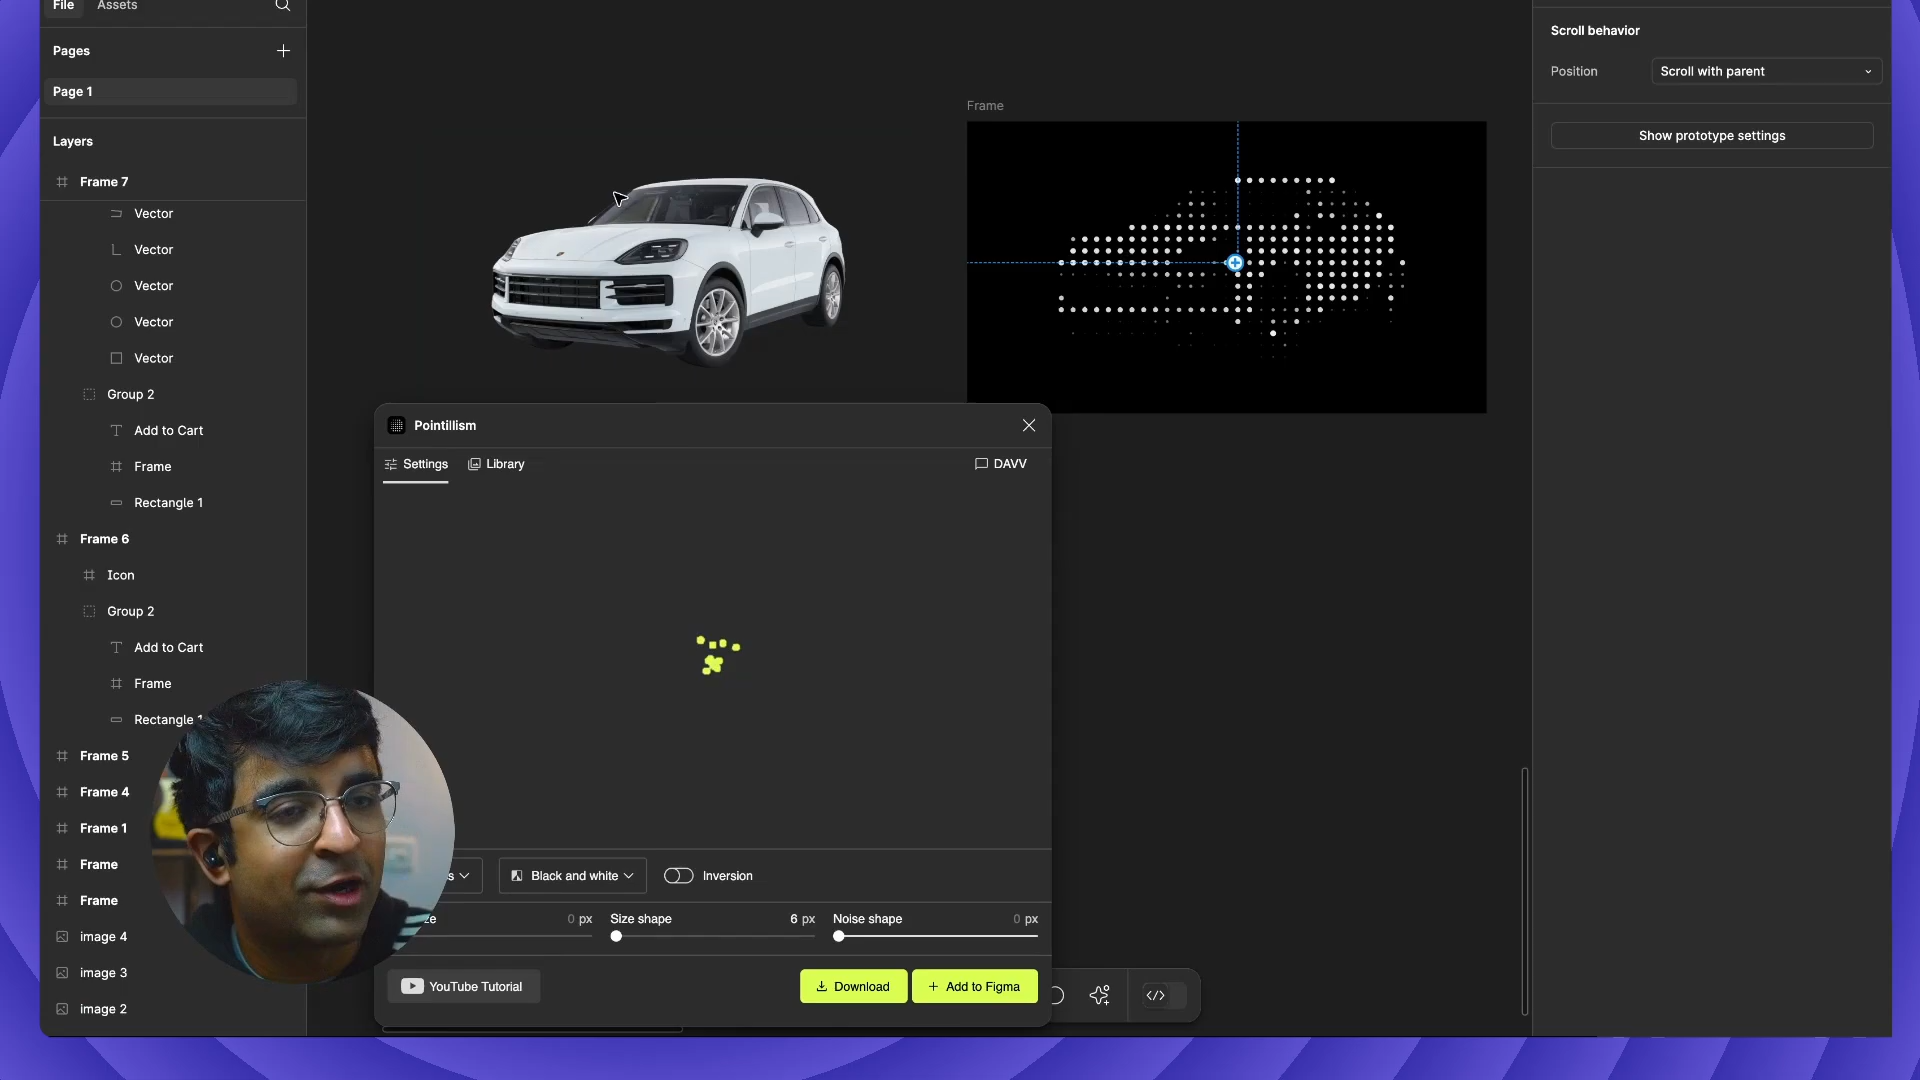 File
Assets
Pages
Page 1
Layers
Frame 7
Vector
Vector
Vector
Vector
Vector
Group 2
Add to Cart
Frame
Rectangle 1
Frame 6
Icon
Group 2
Add to Cart
Frame
Rectangle 1
Frame 5
Frame 4
Frame 1
Frame
Frame
image 4
image 3
image 2
Frame
Pointillism
Settings
Library
DAVV
Black and white
Inversion
0 px
Size shape
6 px
Noise shape
0 px
YouTube Tutorial
Download
Add to Figma
Scroll behavior
Position
Scroll with parent
Show prototype settings